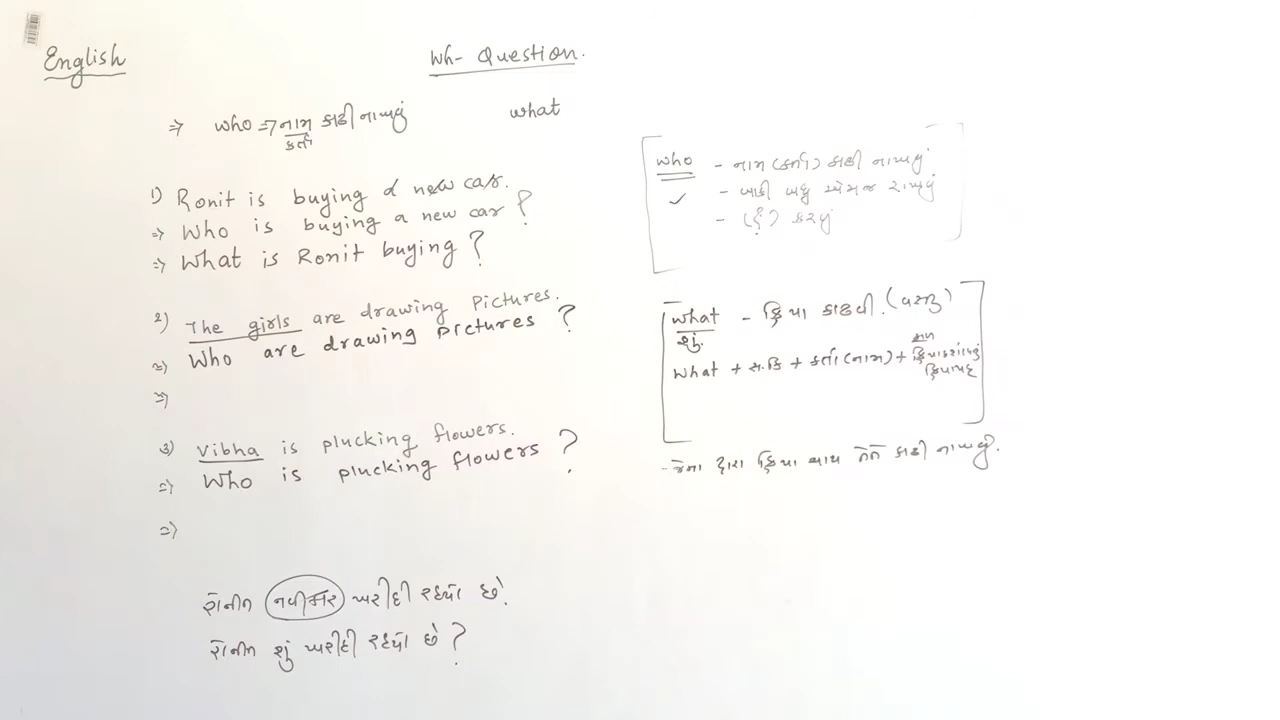 English
Wh- Question.
⇒ who ⇒ નામ કાઢી નાખવું what
કર્તા
1) Ronit is buying a new car.
⇒ Who is buying a new car ?
⇒ What is Ronit buying ?
૨) The girls are drawing Pictures.
⇒ Who are drawing pictures ?
⇒
૩) Vibha is plucking flowers.
⇒ Who is plucking flowers ?
⇒
રોનીત નવીકાર ખરીદી રહ્યો છે.
રોનીત શું ખરીદી રહ્યો છે ?
who - નામ (કર્તા) કાઢી નાખવું
✓ - બાકી બધુ એમ જ રાખવું
- (?) કરવું
what - ક્રિયા કાઢવી. (વસ્તુ)
શું.
what + સ.ક્રિ + કર્તા (નામ) +
ક્રિયાપદ
- જેના દ્વારા ક્રિયા થાય તેને કાઢી નાખવું.